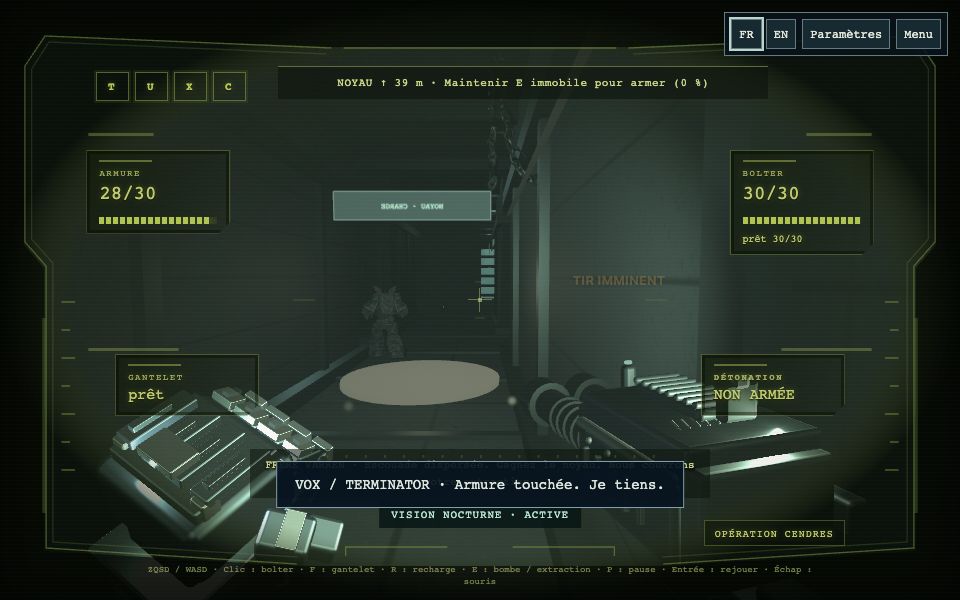 FR EN Paramètres Menu
T U X C
NOYAU ↑ 39 m · Maintenir E immobile pour armer (0 %)
ARMURE
28/30
BOLTER
30/30
prêt 30/30
NOYAU · CHARGE
TIR IMMINENT
GANTELET
prêt
DÉTONATION
NON ARMÉE
VOX / TERMINATOR · Armure touchée. Je tiens.
VISION NOCTURNE · ACTIVE
OPÉRATION CENDRES
ZQSD / WASD · Clic : bolter · F : gantelet · R : recharge · E : bombe / extraction · P : pause · Entrée : rejouer · Échap :
souris